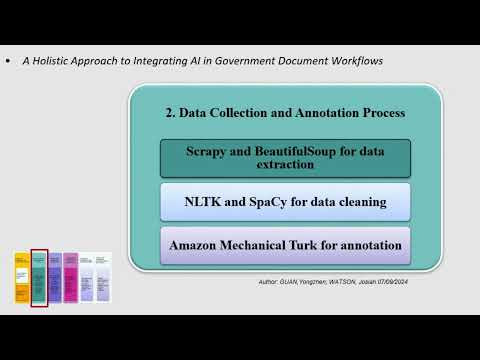 • A Holistic Approach to Integrating AI in Government Document Workflows
2. Data Collection and Annotation Process
Scrapy and BeautifulSoup for data
extraction
NLTK and SpaCy for data cleaning
Amazon Mechanical Turk for annotation
Author: GUAN, Yongzhen; WATSON, Josiah 07/09/2024